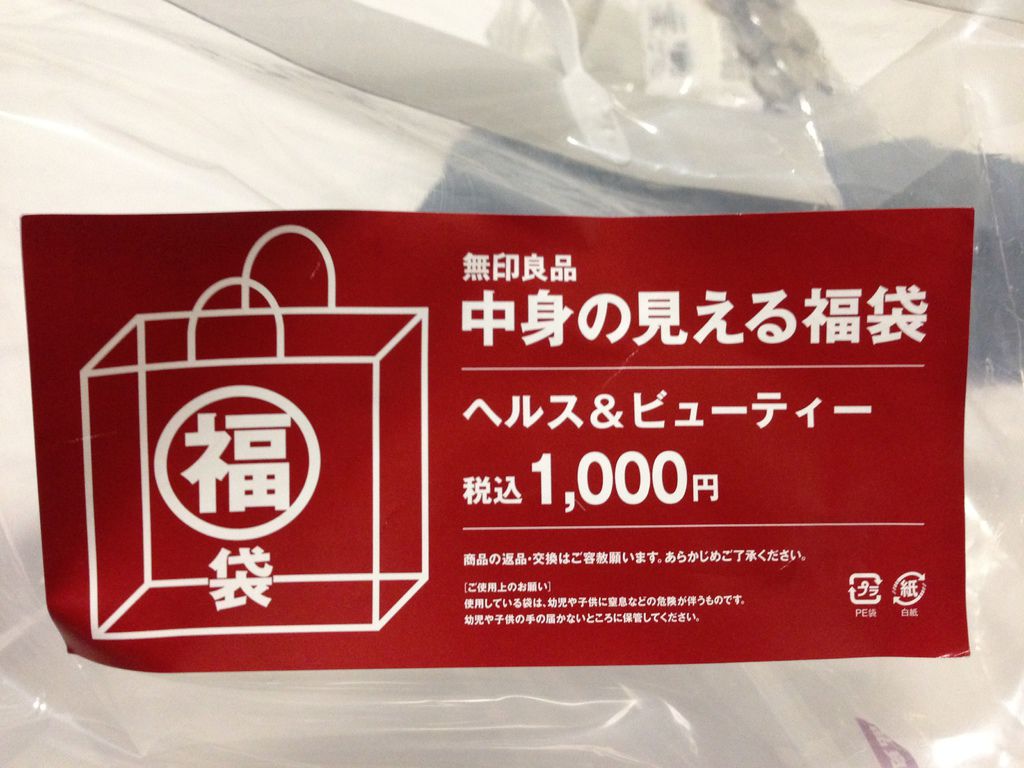 福
袋
無印良品
中身の見える福袋
ヘルス＆ビューティー
税込1,000円
商品の返品・交換はご容赦願います。あらかじめご了承ください。
［ご使用上のお願い］
使用している袋は、幼児や子供に窒息などの危険が伴うものです。
幼児や子供の手の届かないところに保管してください。
プラ
PE袋
紙
白紙